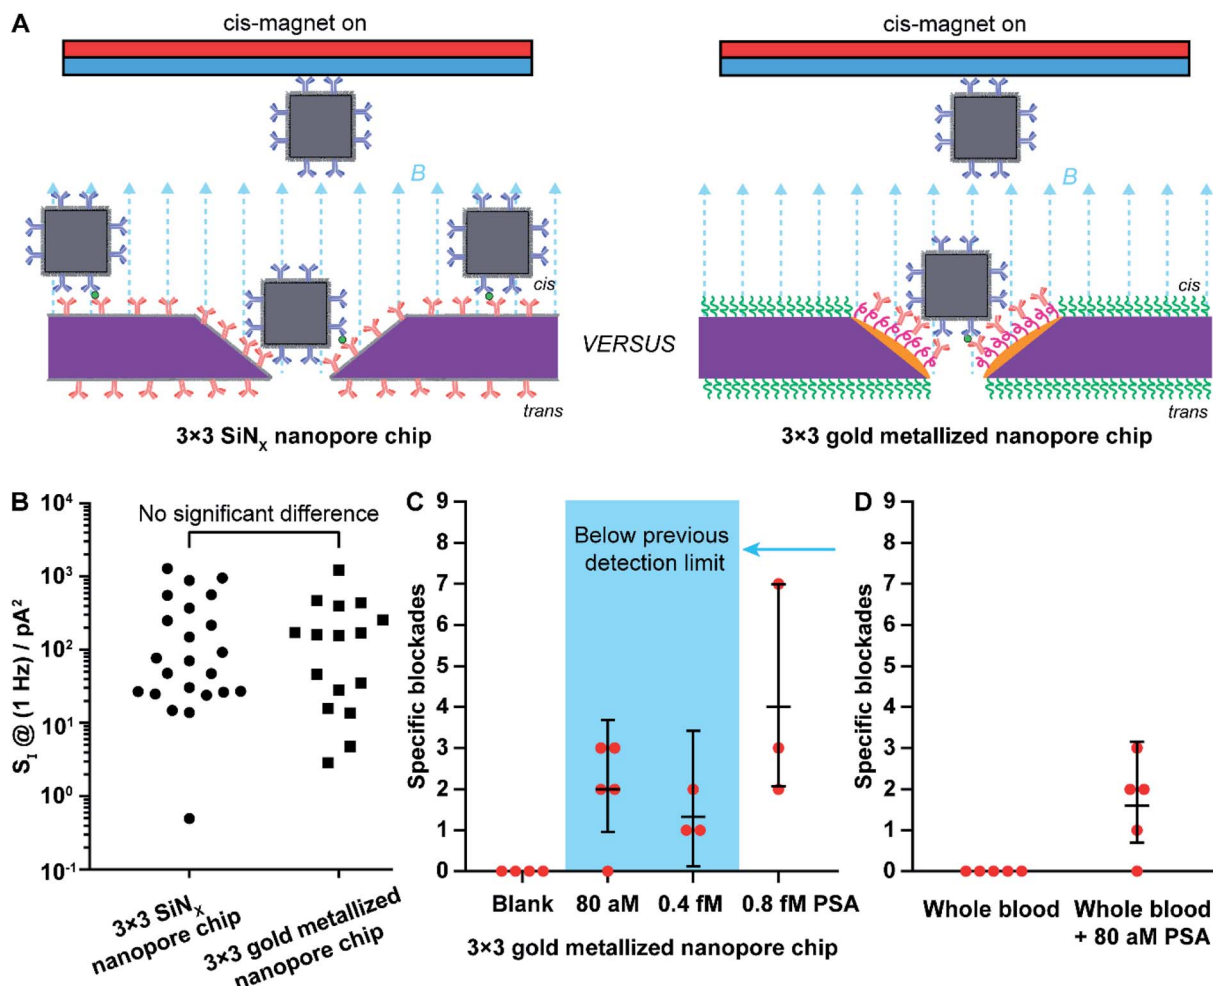 A
cis-magnet on
cis-magnet on
B
B
cis
cis
VERSUS
trans
trans
3×3 SiNₓ nanopore chip
3×3 gold metallized nanopore chip
B
No significant difference
S_I @ (1 Hz) / pA²
10⁴
10³
10²
10¹
10⁰
10⁻¹
3×3 SiNₓ
nanopore chip
3×3 gold metallized
nanopore chip
C
Below previous
detection limit
Specific blockades
9
8
7
6
5
4
3
2
1
0
Blank 80 aM 0.4 fM 0.8 fM PSA
3×3 gold metallized nanopore chip
D
Specific blockades
9
8
7
6
5
4
3
2
1
0
Whole blood
Whole blood
+ 80 aM PSA